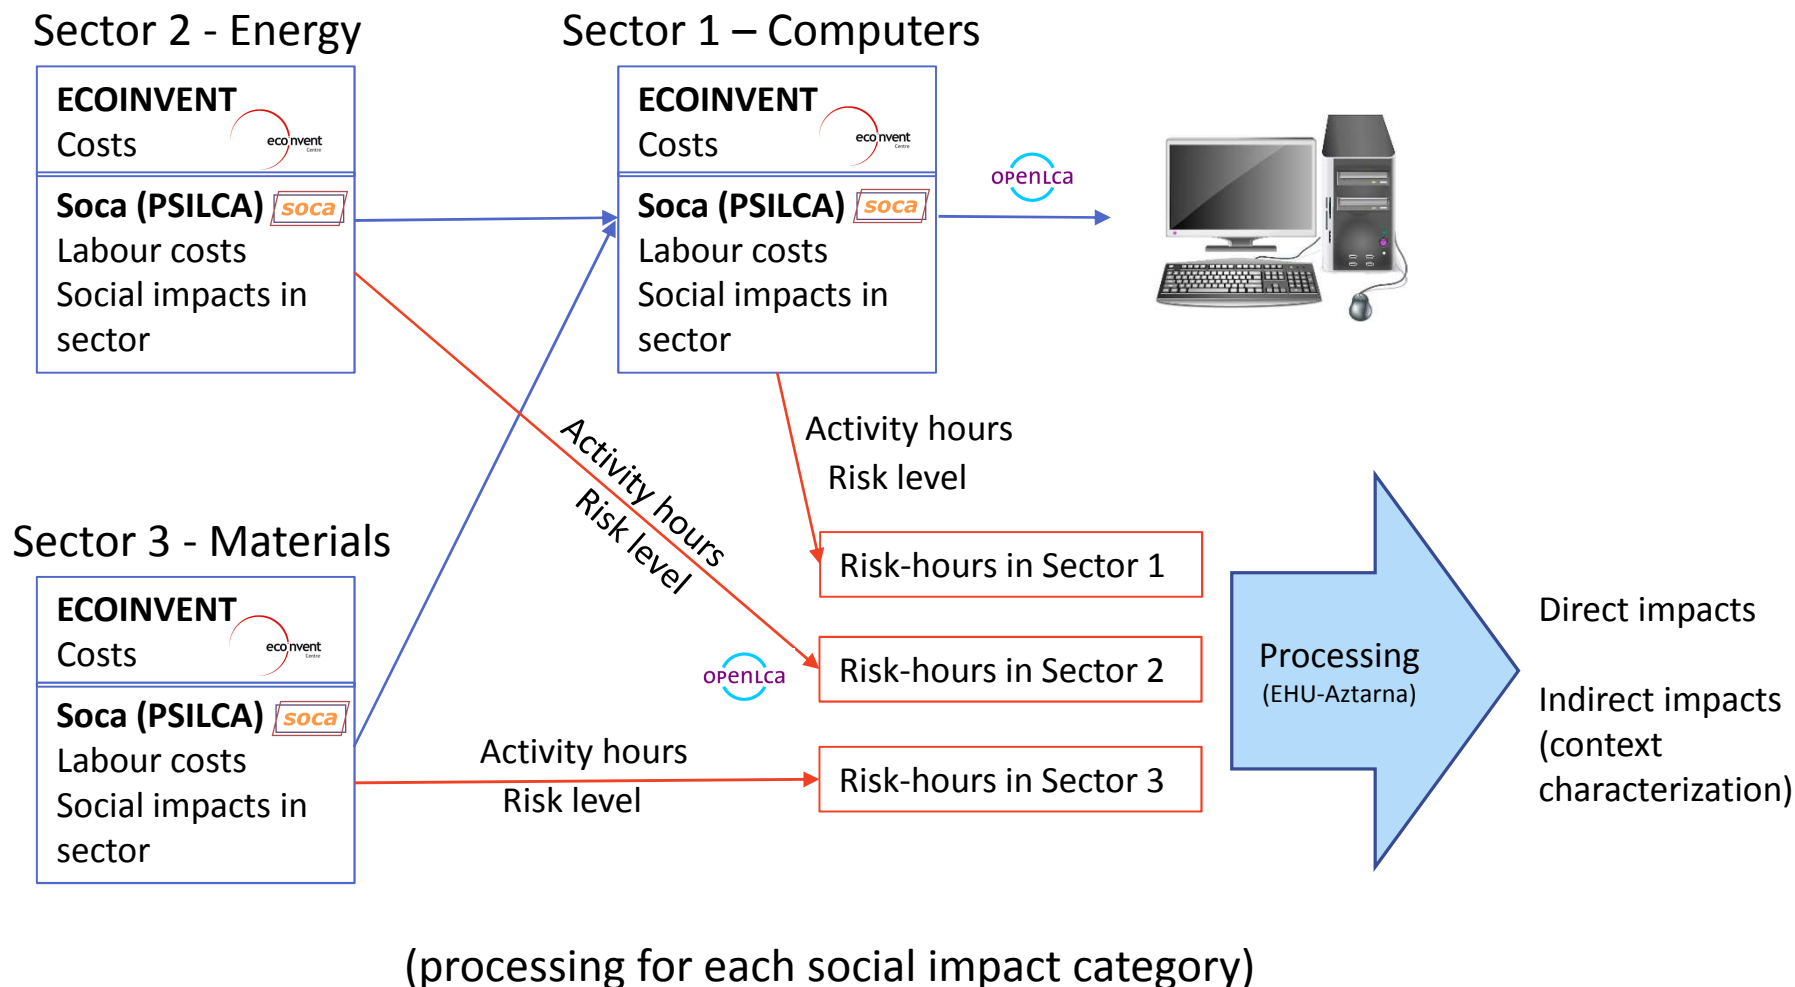 Sector 2 - Energy
ECOINVENT
Costs
ecoinvent
Centre
Soca (PSILCA)
soca
Labour costs
Social impacts in
sector
Sector 1 – Computers
ECOINVENT
Costs
ecoinvent
Centre
Soca (PSILCA)
soca
Labour costs
Social impacts in
sector
openLca
Activity hours
Risk level
Activity hours
Risk level
Sector 3 - Materials
ECOINVENT
Costs
ecoinvent
Centre
Soca (PSILCA)
soca
Labour costs
Social impacts in
sector
Activity hours
Risk level
openLca
Risk-hours in Sector 1
Risk-hours in Sector 2
Risk-hours in Sector 3
Processing
(EHU-Aztarna)
Direct impacts
Indirect impacts
(context
characterization)
(processing for each social impact category)